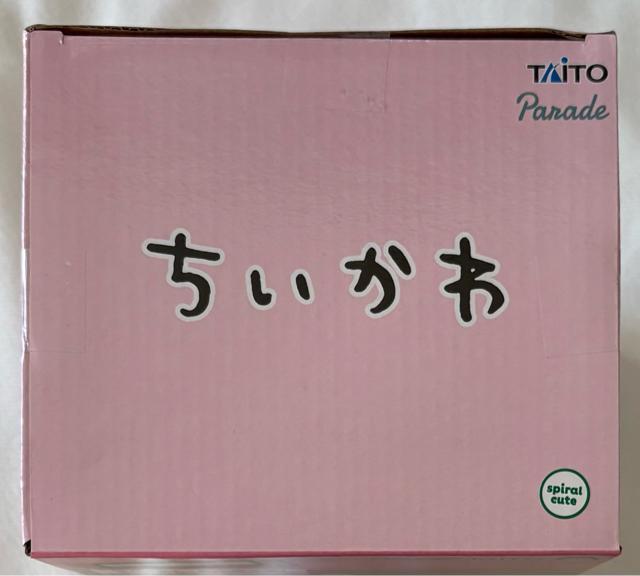 TAITO
Parade
ちいかわ
spiral
cute